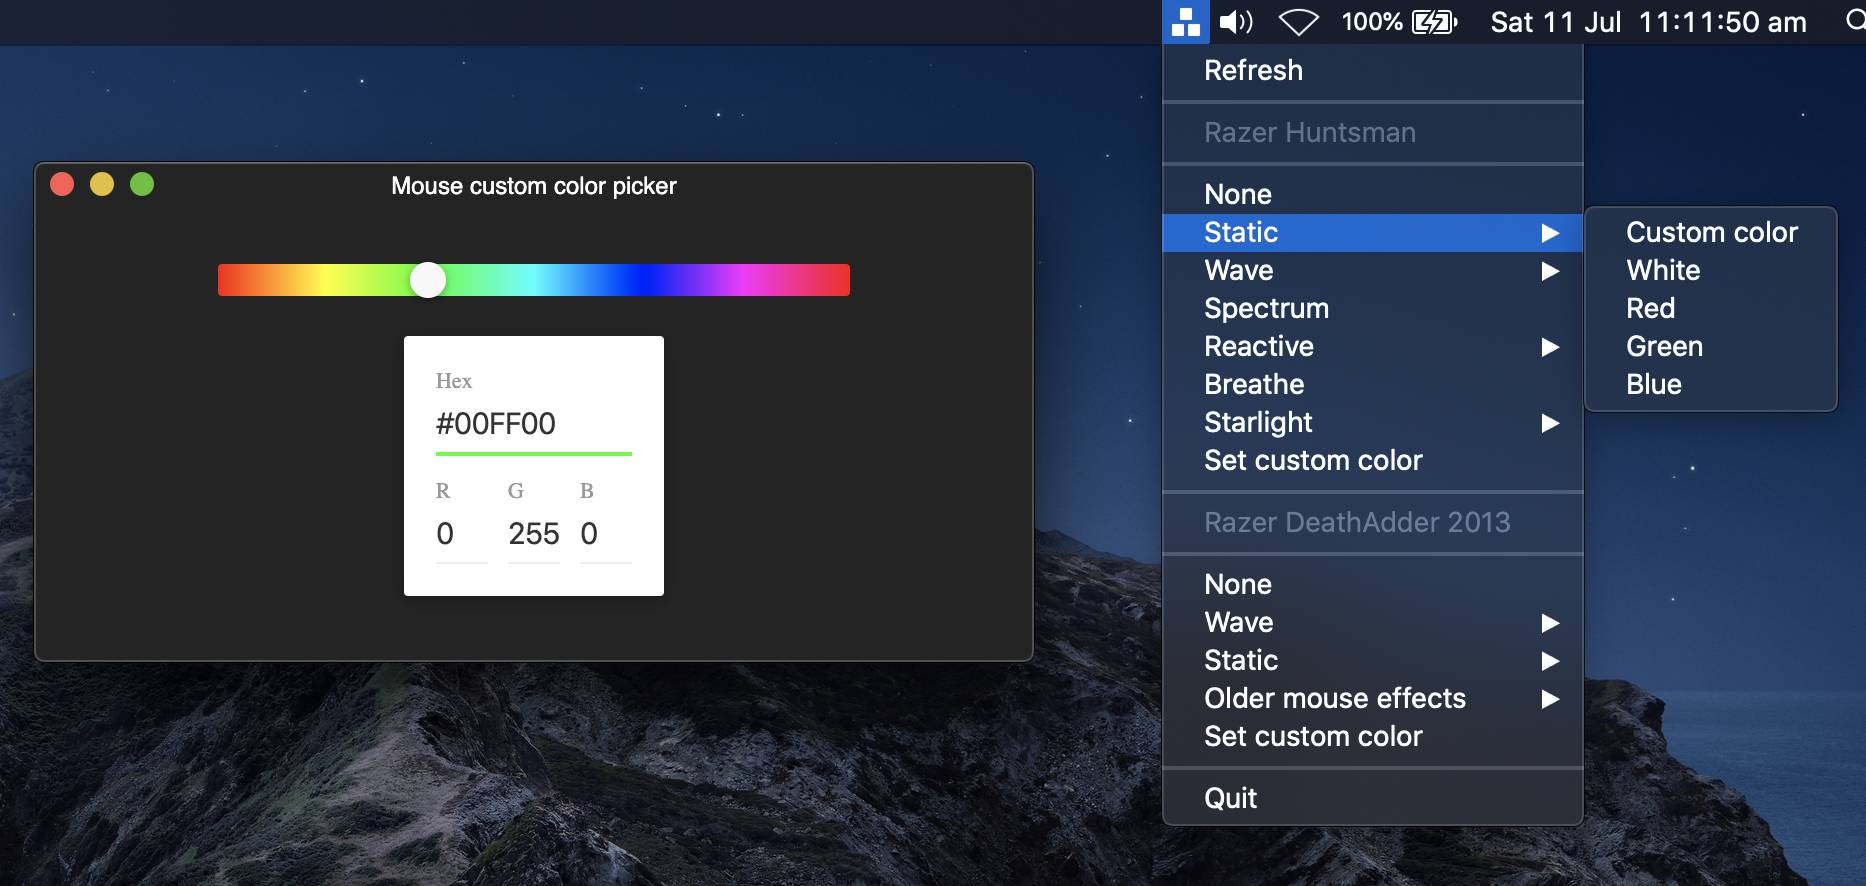 100%
Sat 11 Jul 11:11:50 am
Mouse custom color picker
Hex
#00FF00
R G B
0 255 0
Refresh
Razer Huntsman
None
Static
Wave
Spectrum
Reactive
Breathe
Starlight
Set custom color
Razer DeathAdder 2013
None
Wave
Static
Older mouse effects
Set custom color
Quit
Custom color
White
Red
Green
Blue